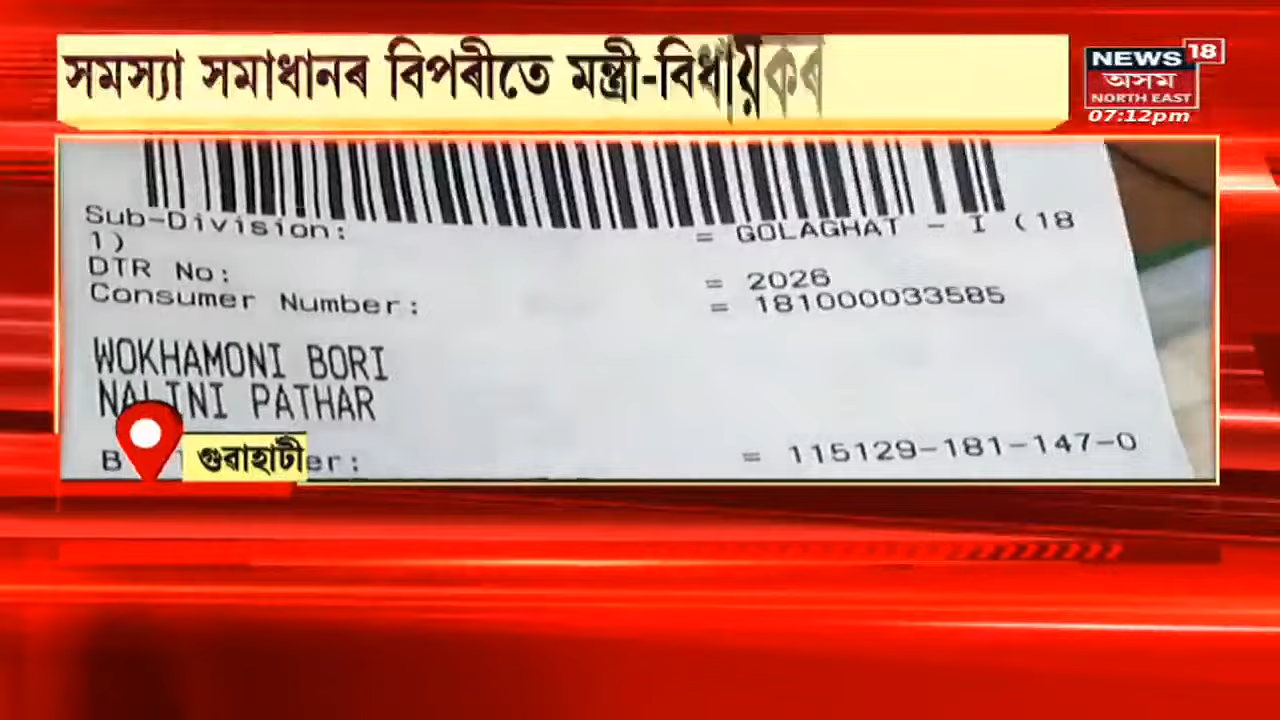 সমস্যা সমাধানৰ বিপৰীতে মন্ত্ৰী-বিধায়কৰ
NEWS 18
অসম
NORTH EAST
07:12pm
Sub-Division: = GOLAGHAT - I (18
1)
DTR No: = 2026
Consumer Number: = 181000033585
WOKHAMONI BORI
NALINI PATHAR
গুৱাহাটী
= 115129-181-147-0